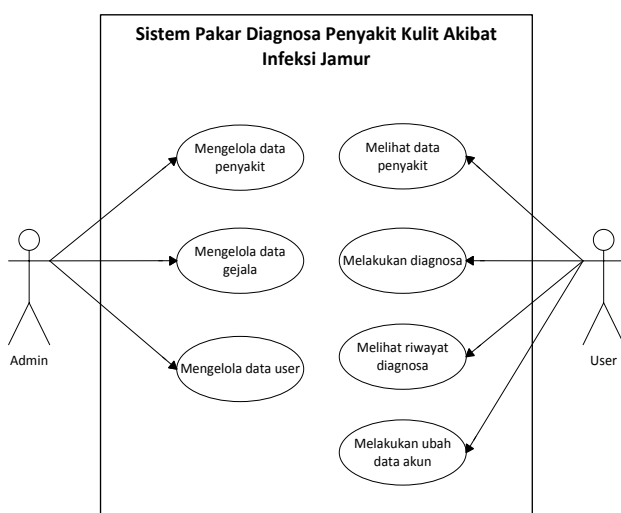 Sistem Pakar Diagnosa Penyakit Kulit Akibat
Infeksi Jamur
Mengelola data
penyakit
Melihat data
penyakit
Mengelola data
gejala
Melakukan diagnosa
Admin
Mengelola data user
Melihat riwayat
diagnosa
User
Melakukan ubah
data akun